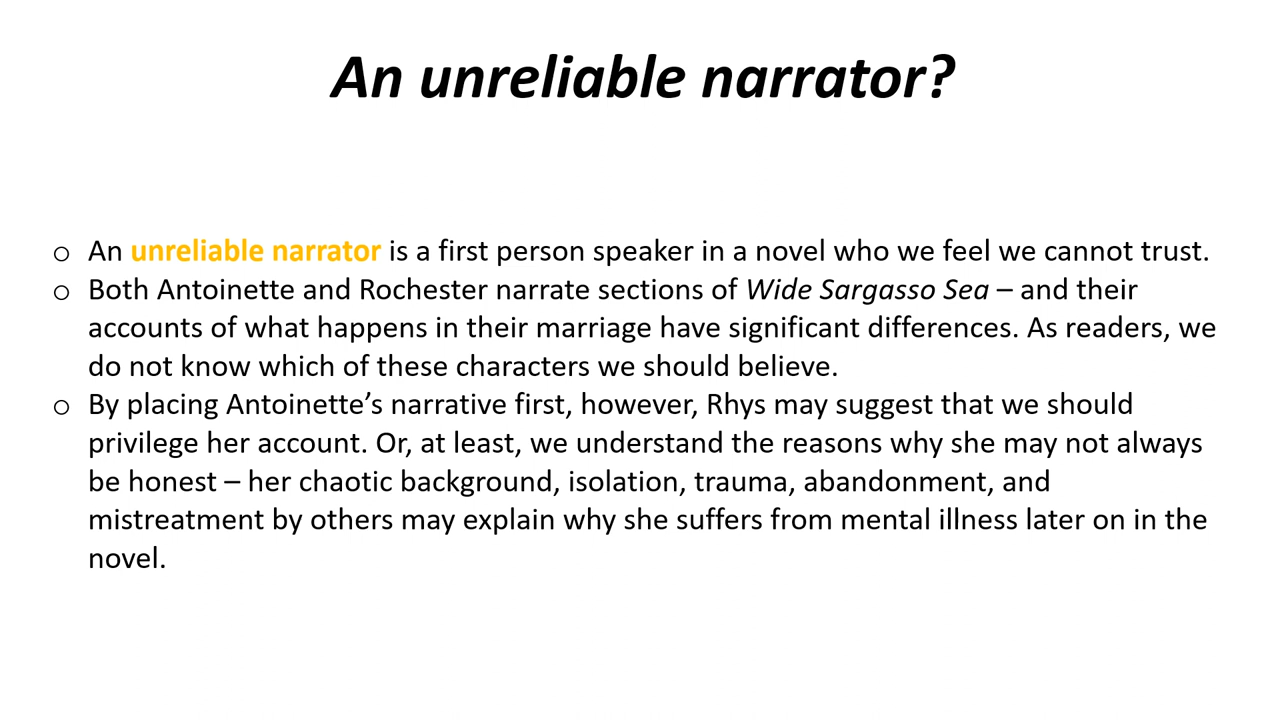 An unreliable narrator?
o An unreliable narrator is a first person speaker in a novel who we feel we cannot trust.
o Both Antoinette and Rochester narrate sections of Wide Sargasso Sea – and their
accounts of what happens in their marriage have significant differences. As readers, we
do not know which of these characters we should believe.
o By placing Antoinette’s narrative first, however, Rhys may suggest that we should
privilege her account. Or, at least, we understand the reasons why she may not always
be honest – her chaotic background, isolation, trauma, abandonment, and
mistreatment by others may explain why she suffers from mental illness later on in the
novel.